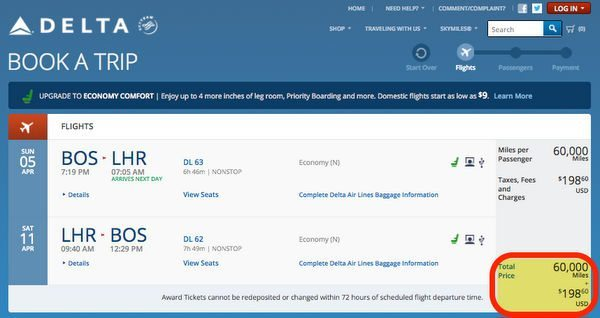 HOME NEED HELP? COMMENT/COMPLAINT? LOG IN
DELTA
SHOP TRAVELING WITH US SKYMILES® Search (0)
BOOK A TRIP
Start Over Flights Passengers Payment
UPGRADE TO ECONOMY COMFORT | Enjoy up to 4 more inches of leg room, Priority Boarding and more. Domestic flights start as low as $9. Learn More
FLIGHTS
SUN
05
APR
BOS LHR
7:19 PM 07:05 AM
ARRIVES NEXT DAY
DL 63
6h 46m | NONSTOP
Economy (N)
Details View Seats Complete Delta Air Lines Baggage Information
Miles per Passenger 60,000 Miles
Taxes, Fees and Charges $198.60 USD
SAT
11
APR
LHR BOS
09:40 AM 12:29 PM
DL 62
7h 49m | NONSTOP
Economy (N)
Details View Seats Complete Delta Air Lines Baggage Information
Total Price 60,000 Miles
+
$198.60
USD
Award Tickets cannot be redeposited or changed within 72 hours of scheduled flight departure time.